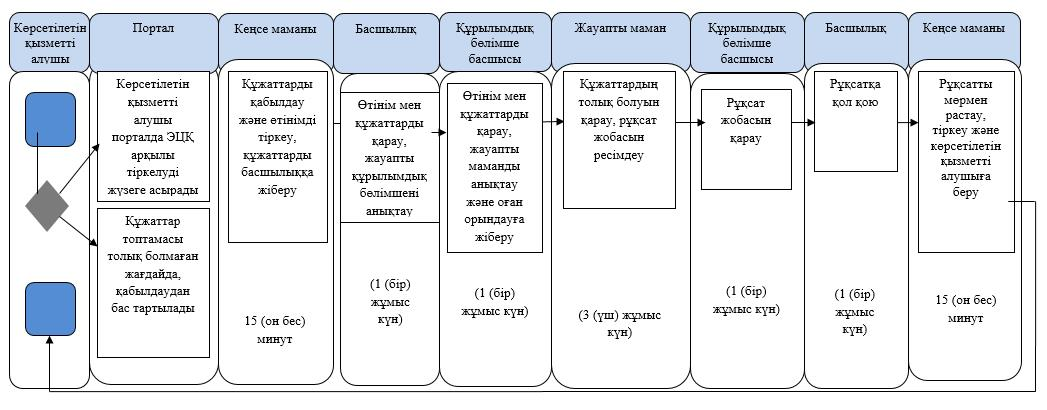 Көрсетілетін
қызметті
алушы
Портал
Кеңсе маманы
Басшылық
Құрылымдық
бөлімше
басшысы
Жауапты маман
Құрылымдық
бөлімше
басшысы
Басшылық
Кеңсе маманы
Көрсетілетін
қызметті
алушы
порталда ЭЦҚ
арқылы
тіркелуді
жүзеге асырады
Құжаттар
топтамасы
толық болмаған
жағдайда,
қабылдаудан
бас тартылады
Құжаттарды
қабылдау
және өтінімді
тіркеу,
құжаттарды
басшылыққа
жіберу
15 (он бес)
минут
Өтінім мен
құжаттарды
қарау,
жауапты
құрылымдық
бөлімшені
анықтау
(1 (бір)
жұмыс
күн)
Өтінім мен
құжаттарды
қарау,
жауапты
маманды
анықтау
және оған
орындауға
жіберу
(1 (бір)
жұмыс күн)
Құжаттардың
толық болуын
қарау, рұқсат
жобасын
ресімдеу
(3 (үш) жұмыс
күн)
Рұқсат
жобасын
қарау
(1 (бір)
жұмыс күн)
Рұқсатқа
қол қою
(1 (бір)
жұмыс
күн)
Рұқсатты
мөрмен
растау,
тіркеу және
көрсетілетін
қызметті
алушыға
беру
15 (он бес)
минут